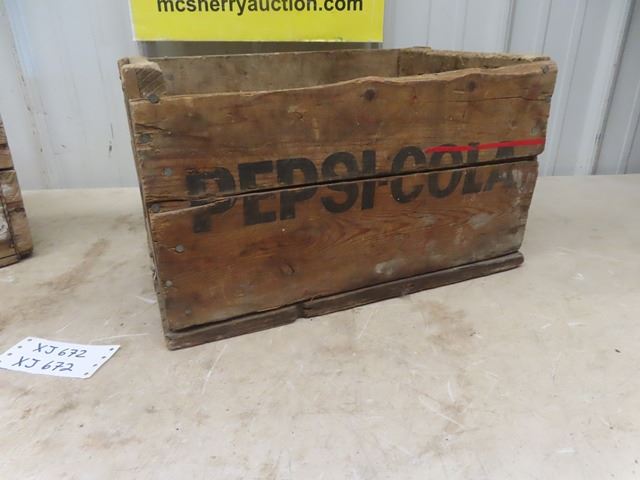 mcsherryauction.com
PEPSI-COLA
XJ 672
XJ 672